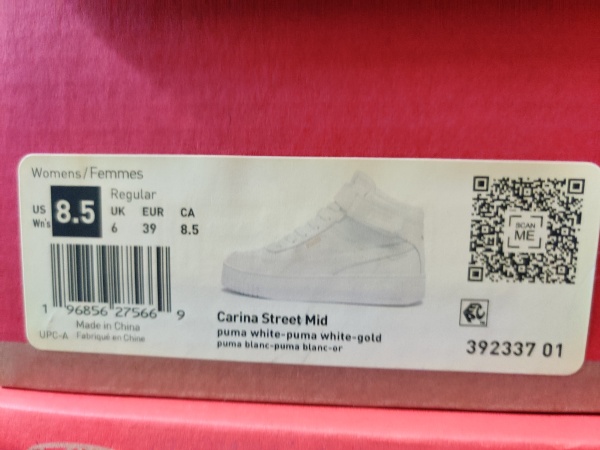 Womens/Femmes
Regular
US Wn's 8.5
UK EUR CA
6 39 8.5
1 96856 27566 9
Made in China
UPC-A Fabriqué en Chine
Carina Street Mid
puma white-puma white-gold
puma blanc-puma blanc-or
SCAN
ME
392337 01